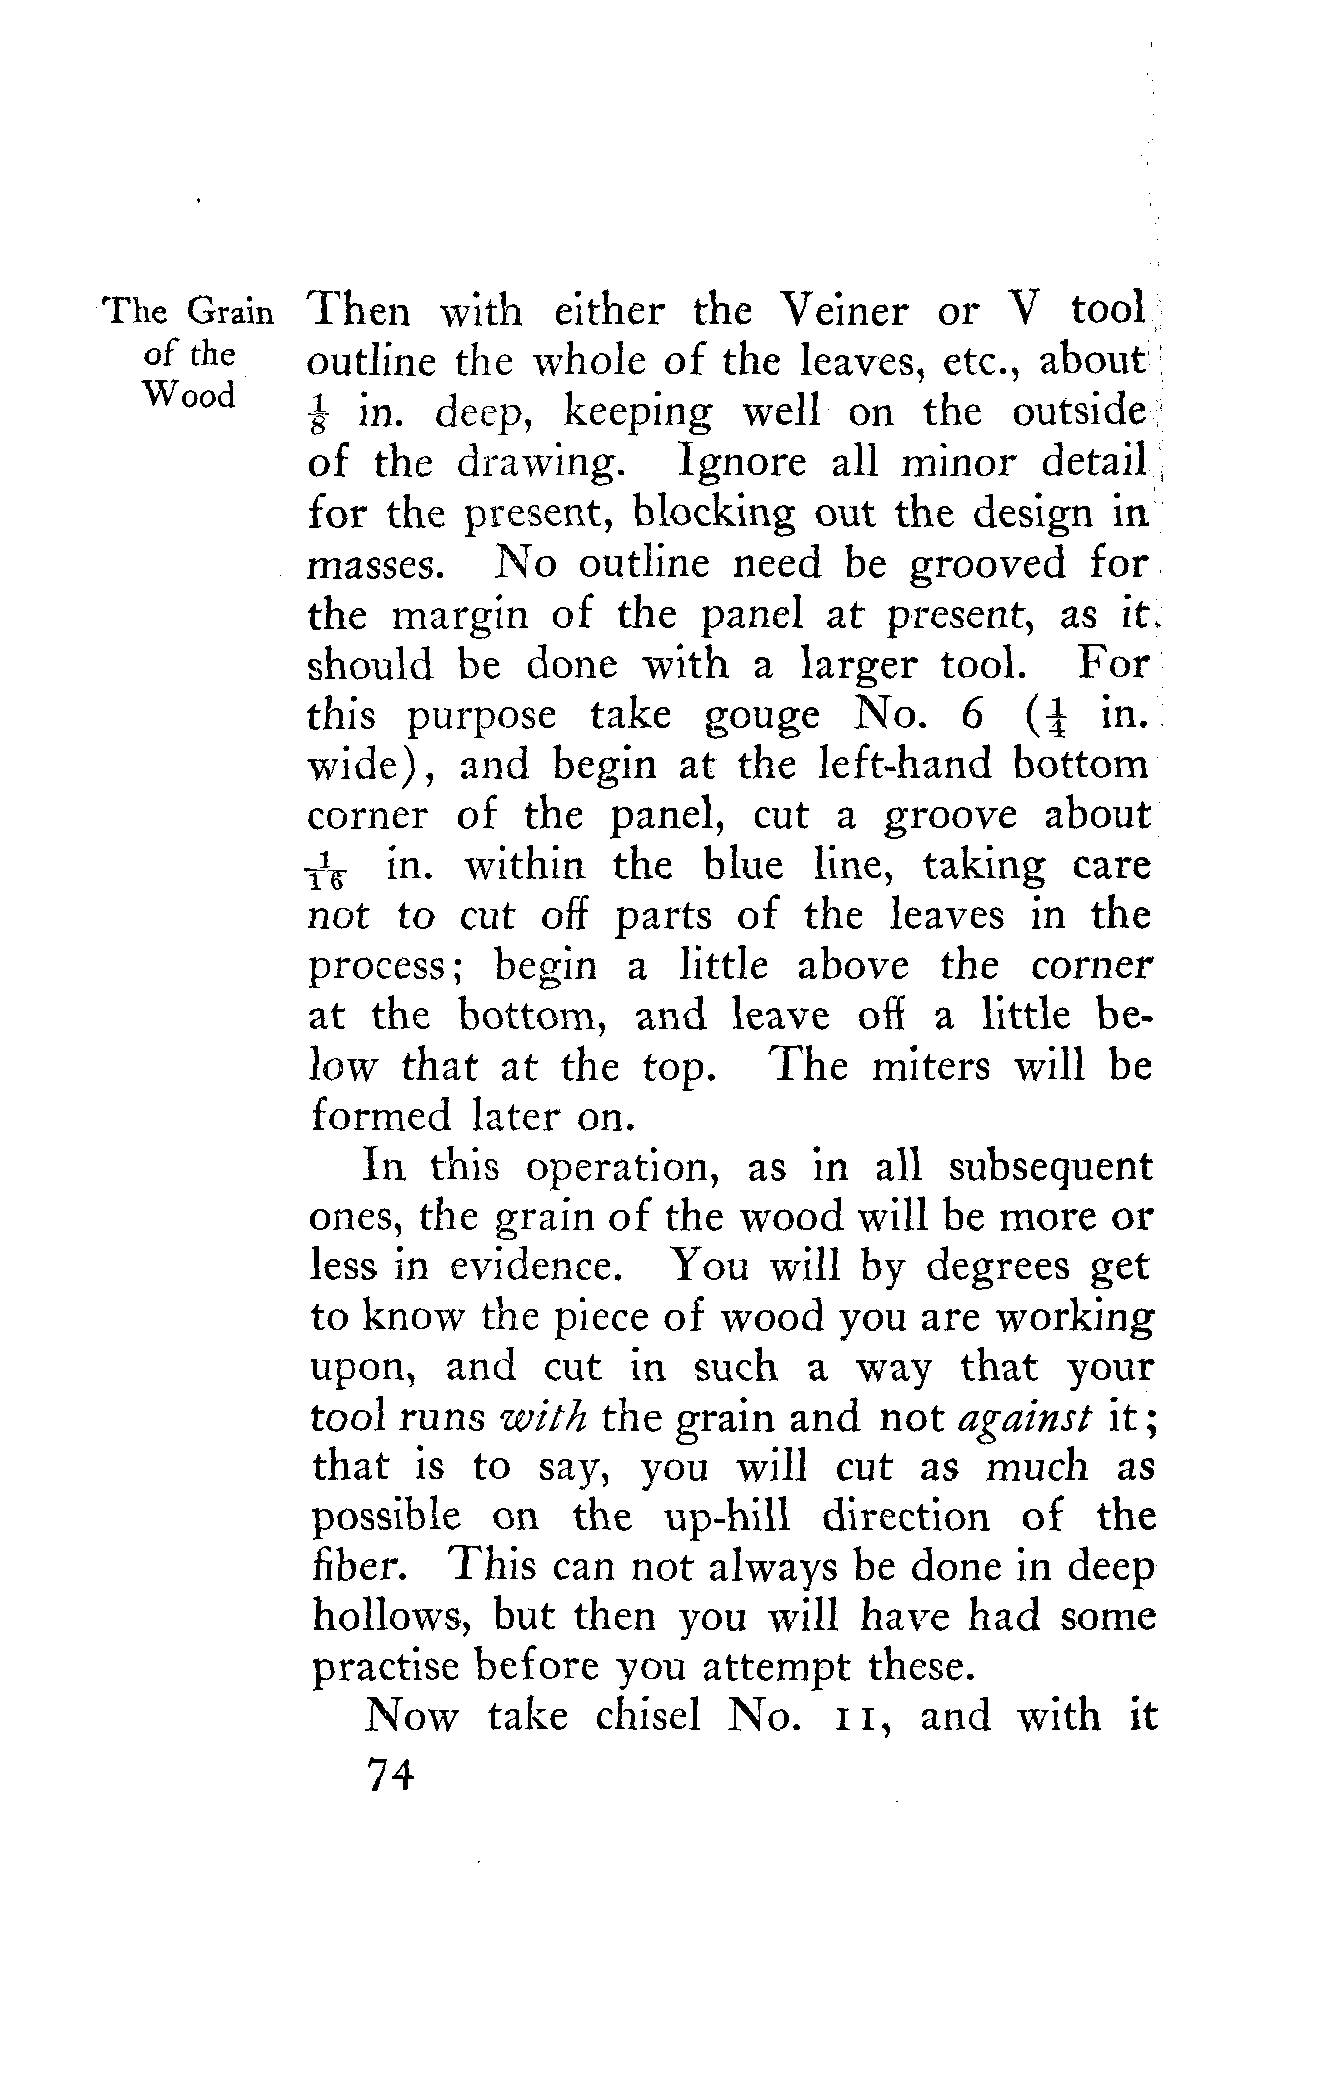 The Grain
of the
Wood
Then with either the Veiner or V tool
outline the whole of the leaves, etc., about
⅛ in. deep, keeping well on the outside
of the drawing. Ignore all minor detail
for the present, blocking out the design in
masses. No outline need be grooved for
the margin of the panel at present, as it
should be done with a larger tool. For
this purpose take gouge No. 6 (¼ in.
wide), and begin at the left-hand bottom
corner of the panel, cut a groove about
1/16 in. within the blue line, taking care
not to cut off parts of the leaves in the
process; begin a little above the corner
at the bottom, and leave off a little be-
low that at the top. The miters will be
formed later on.
In this operation, as in all subsequent
ones, the grain of the wood will be more or
less in evidence. You will by degrees get
to know the piece of wood you are working
upon, and cut in such a way that your
tool runs with the grain and not against it;
that is to say, you will cut as much as
possible on the up-hill direction of the
fiber. This can not always be done in deep
hollows, but then you will have had some
practise before you attempt these.
Now take chisel No. 11, and with it
74